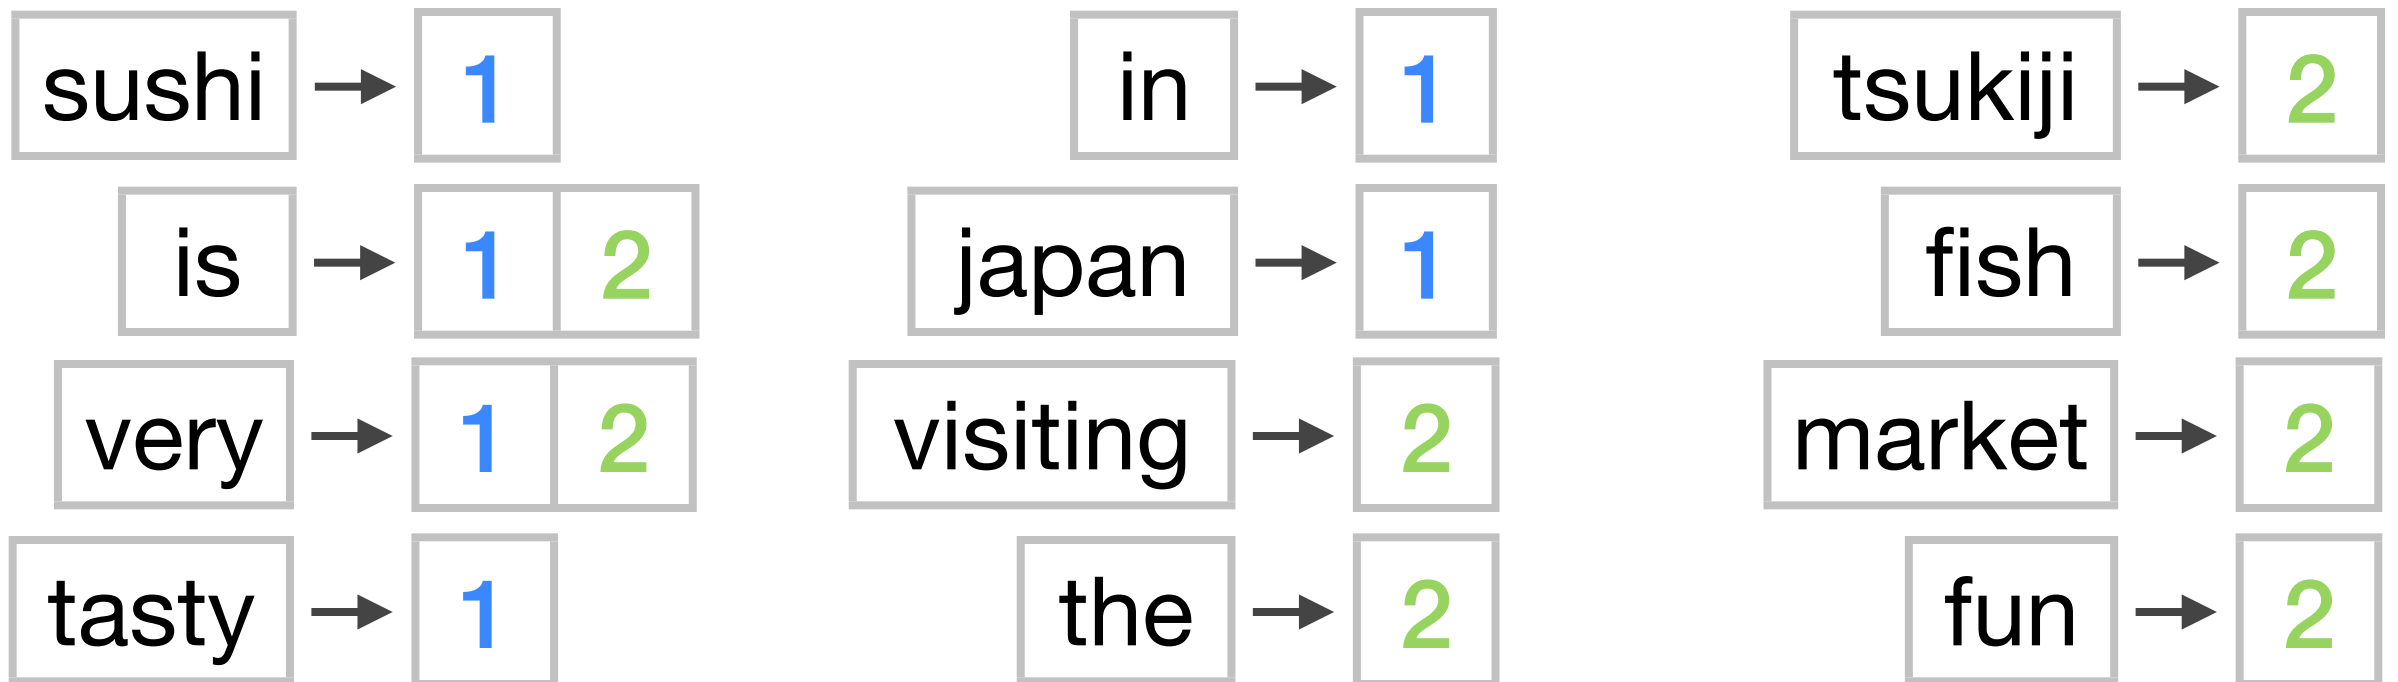 sushi 1 in 1 tsukiji 2
is 1 2 japan 1 fish 2
very 1 2 visiting 2 market 2
tasty 1 the 2 fun 2